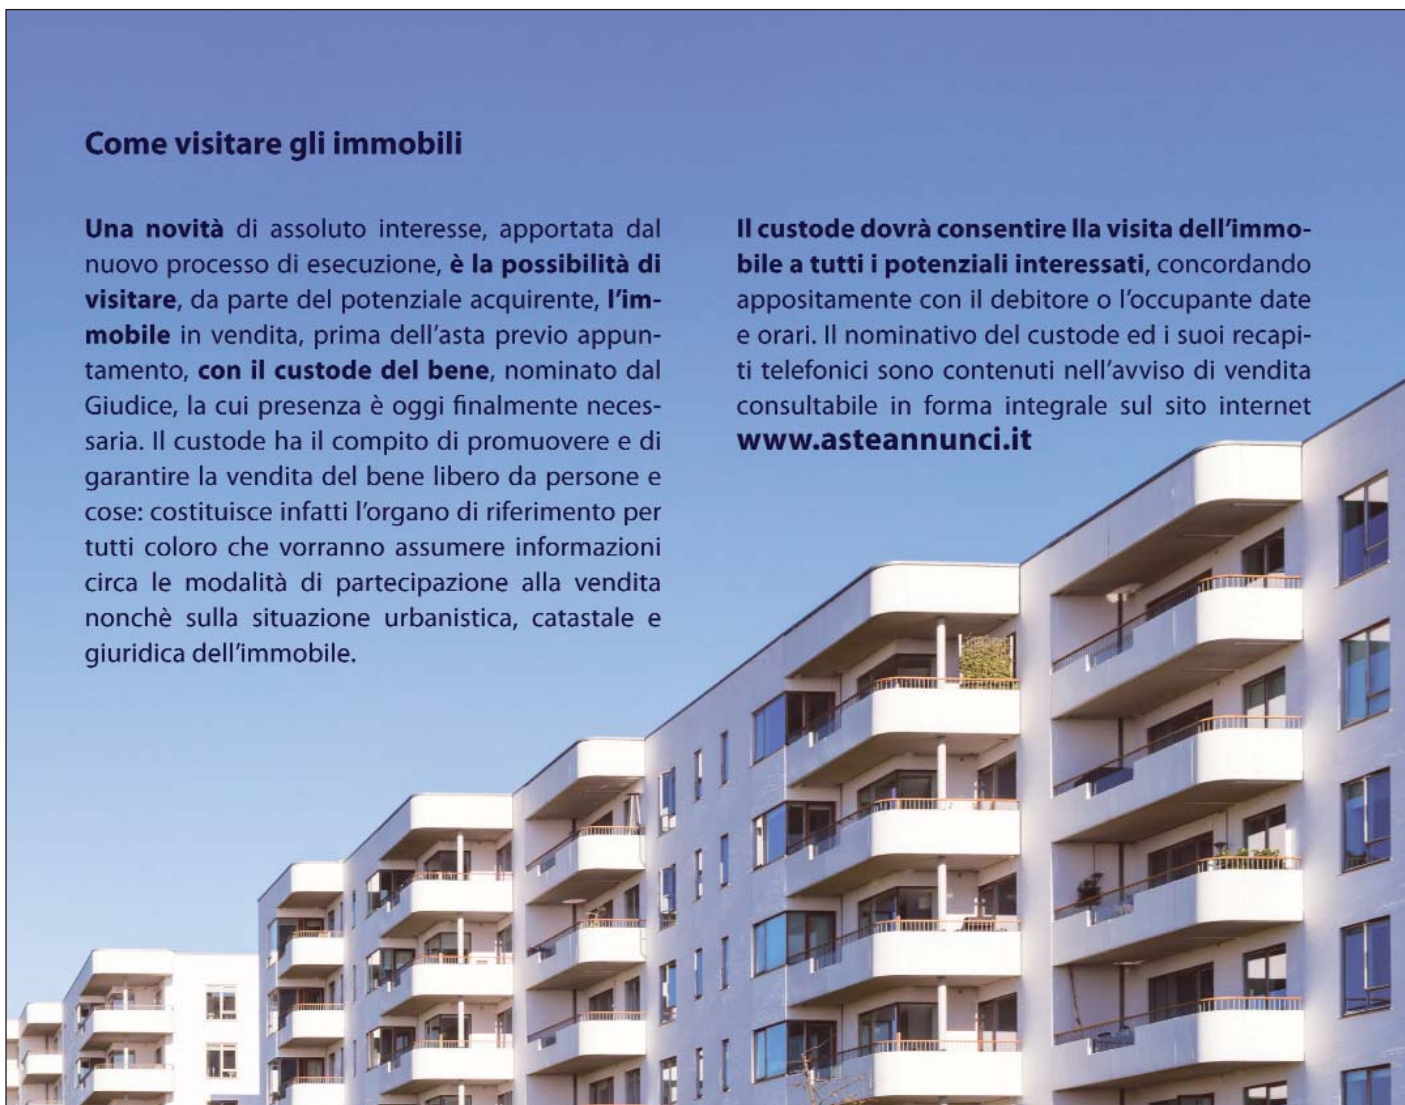 Come visitare gli immobili
Una novità di assoluto interesse, apportata dal
nuovo processo di esecuzione, è la possibilità di
visitare, da parte del potenziale acquirente, l'im-
mobile in vendita, prima dell'asta previo appun-
tamento, con il custode del bene, nominato dal
Giudice, la cui presenza è oggi finalmente neces-
saria. Il custode ha il compito di promuovere e di
garantire la vendita del bene libero da persone e
cose: costituisce infatti l'organo di riferimento per
tutti coloro che vorranno assumere informazioni
circa le modalità di partecipazione alla vendita
nonchè sulla situazione urbanistica, catastale e
giuridica dell'immobile.
Il custode dovrà consentire lla visita dell'immo-
bile a tutti i potenziali interessati, concordando
appositamente con il debitore o l'occupante date
e orari. Il nominativo del custode ed i suoi recapi-
ti telefonici sono contenuti nell'avviso di vendita
consultabile in forma integrale sul sito internet
www.asteannunci.it